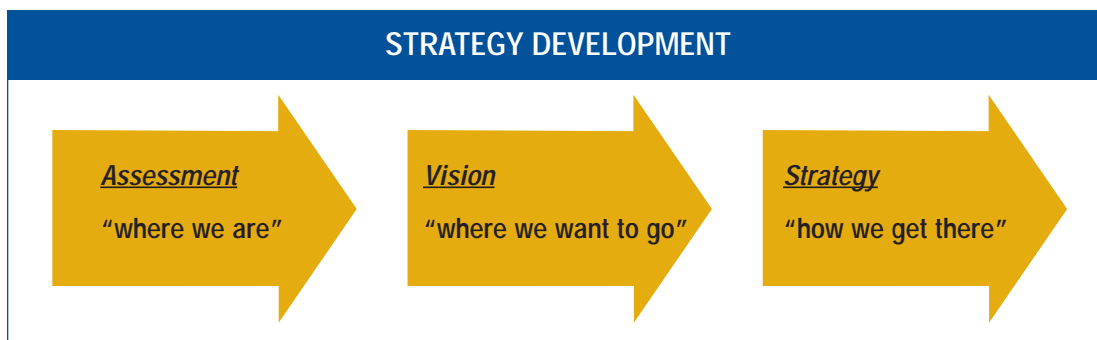 STRATEGY DEVELOPMENT
Assessment
“where we are”
Vision
“where we want to go”
Strategy
“how we get there”